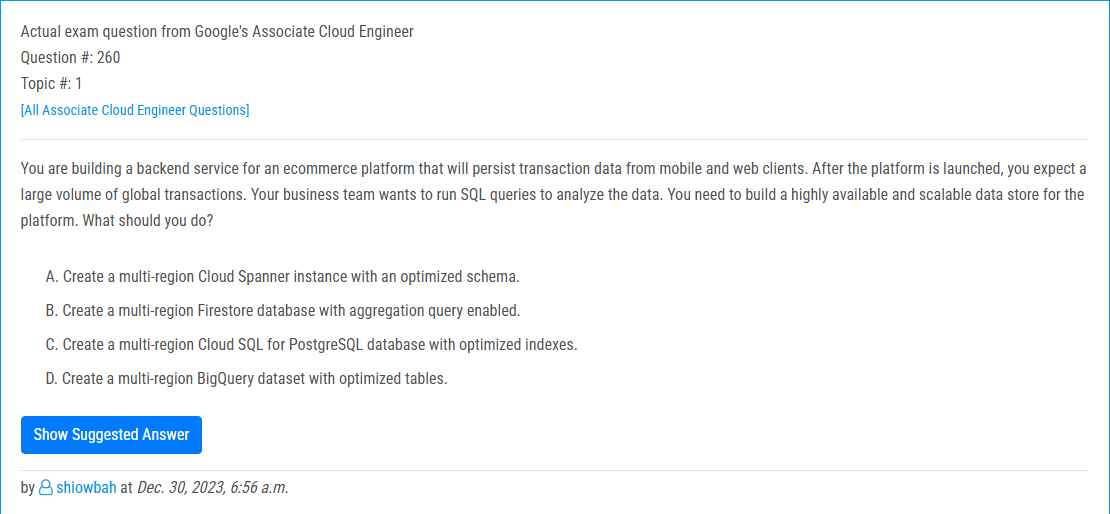 Actual exam question from Google's Associate Cloud Engineer
Question #: 260
Topic #: 1
[All Associate Cloud Engineer Questions]
You are building a backend service for an ecommerce platform that will persist transaction data from mobile and web clients. After the platform is launched, you expect a
large volume of global transactions. Your business team wants to run SQL queries to analyze the data. You need to build a highly available and scalable data store for the
platform. What should you do?
A. Create a multi-region Cloud Spanner instance with an optimized schema.
B. Create a multi-region Firestore database with aggregation query enabled.
C. Create a multi-region Cloud SQL for PostgreSQL database with optimized indexes.
D. Create a multi-region BigQuery dataset with optimized tables.
Show Suggested Answer
by shiowbah at Dec. 30, 2023, 6:56 a.m.